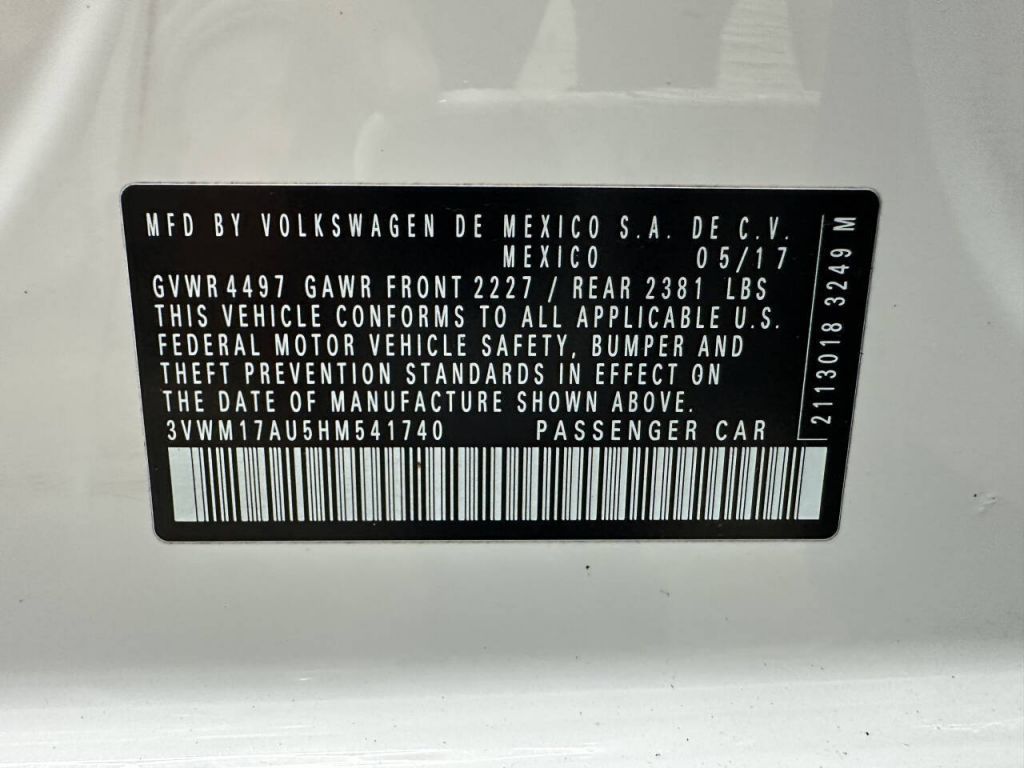 MFD BY VOLKSWAGEN DE MEXICO S.A. DE C.V.
MEXICO 05/17
GVWR 4497 GAWR FRONT 2227 / REAR 2381 LBS
THIS VEHICLE CONFORMS TO ALL APPLICABLE U.S.
FEDERAL MOTOR VEHICLE SAFETY, BUMPER AND
THEFT PREVENTION STANDARDS IN EFFECT ON
THE DATE OF MANUFACTURE SHOWN ABOVE.
3VWM17AU5HM541740 PASSENGER CAR
2113018 3249 M